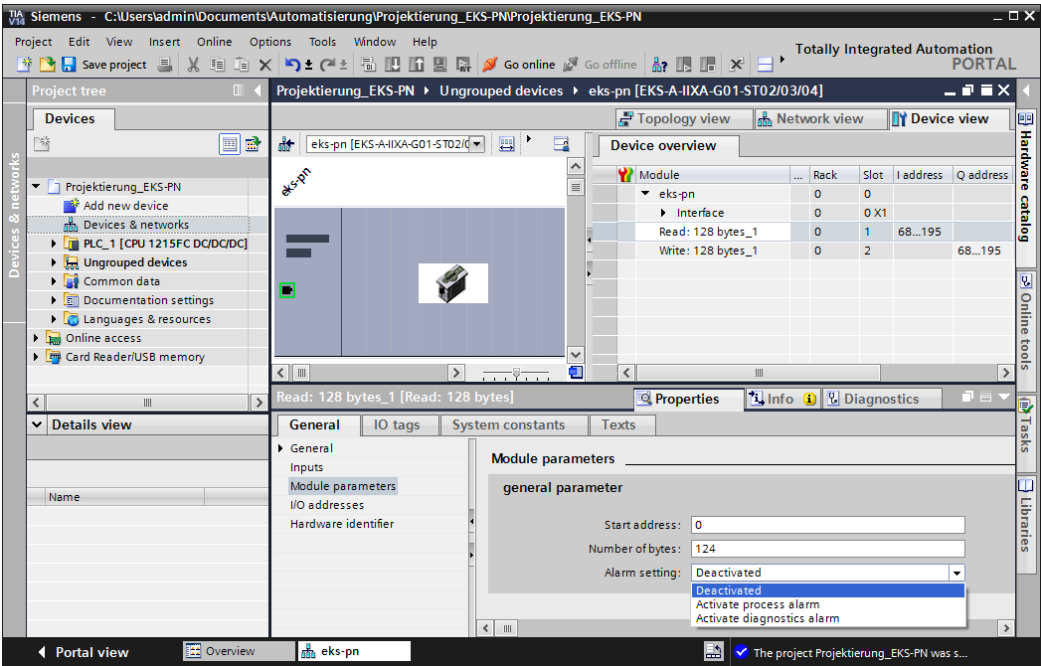 TIA V14 Siemens - C:\Users\admin\Documents\Automatisierung\Projektierung_EKS-PN\Projektierung_EKS-PN
Project Edit View Insert Online Options Tools Window Help
Totally Integrated Automation
PORTAL
Save project Go online Go offline
Project tree
Projektierung_EKS-PN Ungrouped devices eks-pn [EKS-A-IIXA-G01-ST02/03/04]
Devices
Topology view Network view Device view
eks-pn [EKS-A-IIXA-G01-ST02/0
Device overview
Module ... Rack Slot I address Q address
eks-pn 0 0
Interface 0 0 X1
Read: 128 bytes_1 0 1 68...195
Write: 128 bytes_1 0 2 68...195
eks-pn
Projektierung_EKS-PN
Add new device
Devices & networks
PLC_1 [CPU 1215FC DC/DC/DC]
Ungrouped devices
Common data
Documentation settings
Languages & resources
Online access
Card Reader/USB memory
Devices & networks
Hardware catalog
Online tools
Tasks
Libraries
Details view
Name
Read: 128 bytes_1 [Read: 128 bytes]
Properties Info Diagnostics
General IO tags System constants Texts
General
Inputs
Module parameters
I/O addresses
Hardware identifier
Module parameters
general parameter
Start address: 0
Number of bytes: 124
Alarm setting: Deactivated
Deactivated
Activate process alarm
Activate diagnostics alarm
Portal view Overview eks-pn
The project Projektierung_EKS-PN was s...